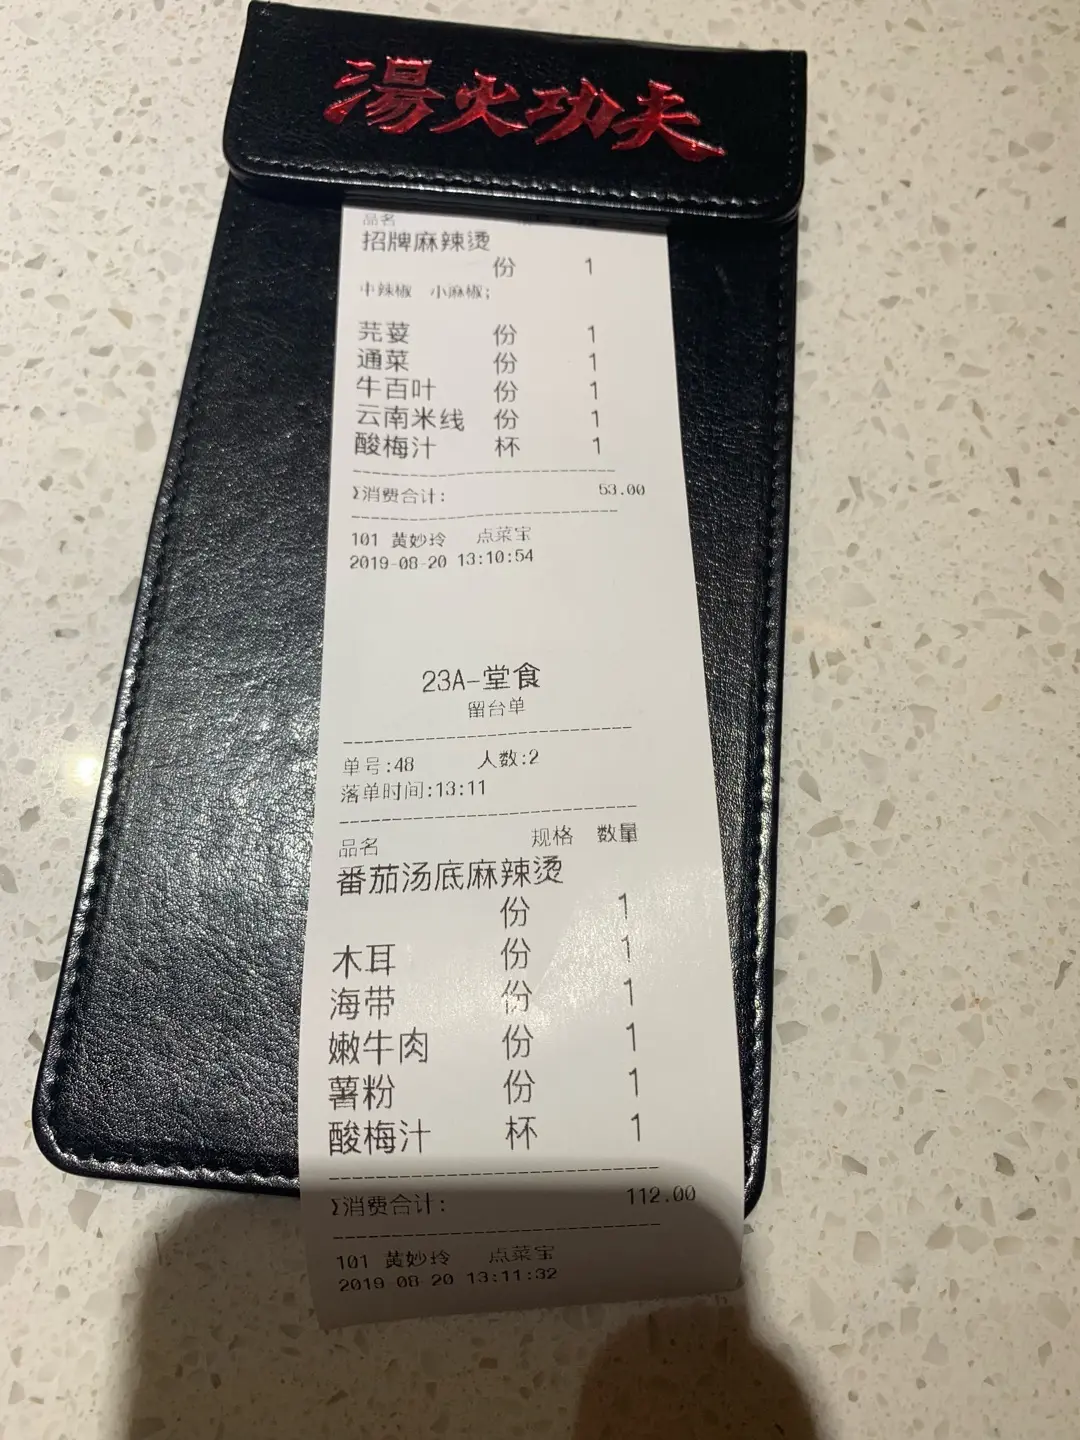 湯火功夫
品名
招牌麻辣烫
份 1
中辣椒 小麻椒;
芫荽 份 1
通菜 份 1
牛百叶 份 1
云南米线 份 1
酸梅汁 杯 1
Σ消费合计: 53.00
101 黄妙玲 点菜宝
2019-08-20 13:10:54
23A-堂食
留台单
单号:48 人数:2
落单时间:13:11
品名 规格 数量
番茄汤底麻辣烫
份 1
木耳 份 1
海带 份 1
嫩牛肉 份 1
薯粉 份 1
酸梅汁 杯 1
Σ消费合计: 112.00
101 黄妙玲 点菜宝
2019-08-20 13:11:32